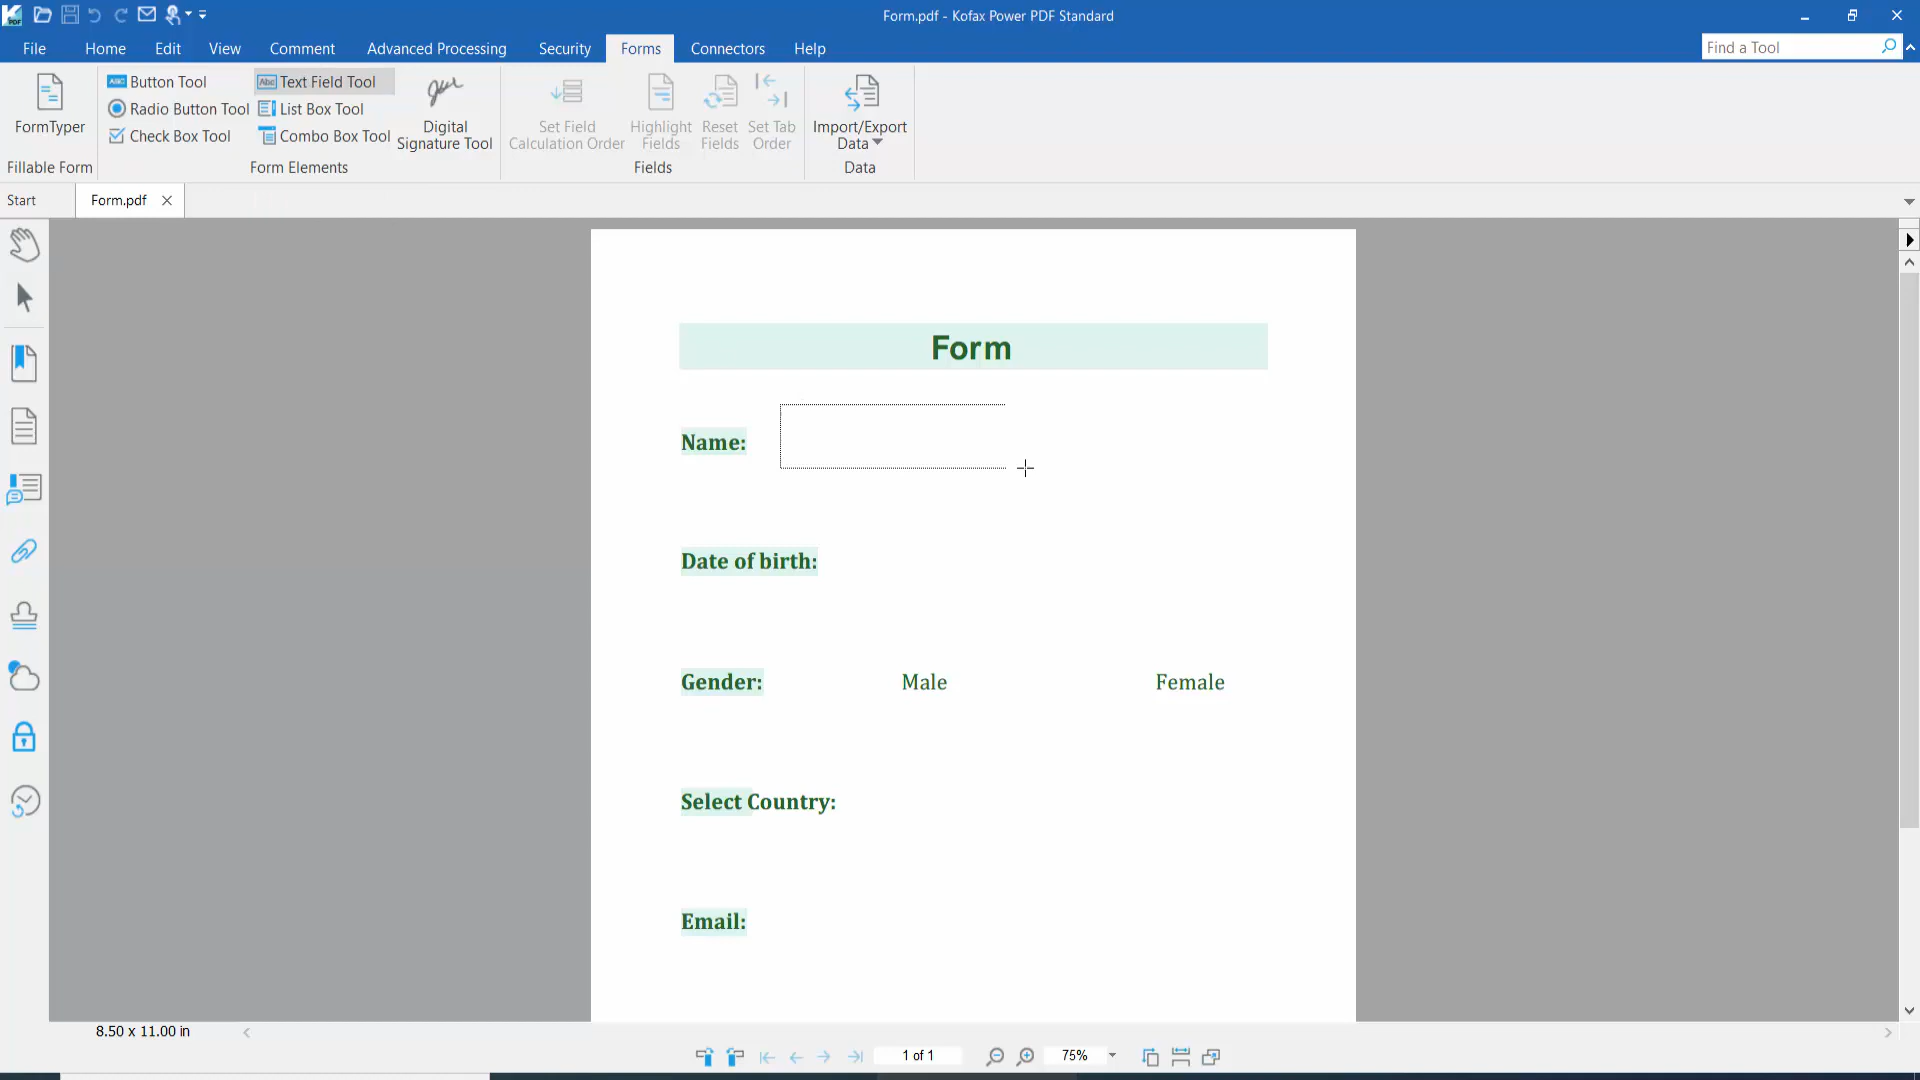 Form.pdf - Kofax Power PDF Standard
File Home Edit View Comment Advanced Processing Security Forms Connectors Help
Find a Tool
FormTyper
Button Tool
Radio Button Tool
Check Box Tool
Text Field Tool
List Box Tool
Combo Box Tool
Digital
Signature Tool
Set Field
Calculation Order
Highlight
Fields
Reset
Fields
Set Tab
Order
Import/Export
Data
Fillable Form Form Elements Fields Data
Start Form.pdf
Form
Name:
Date of birth:
Gender: Male Female
Select Country:
Email:
8.50 x 11.00 in
1 of 1 75%